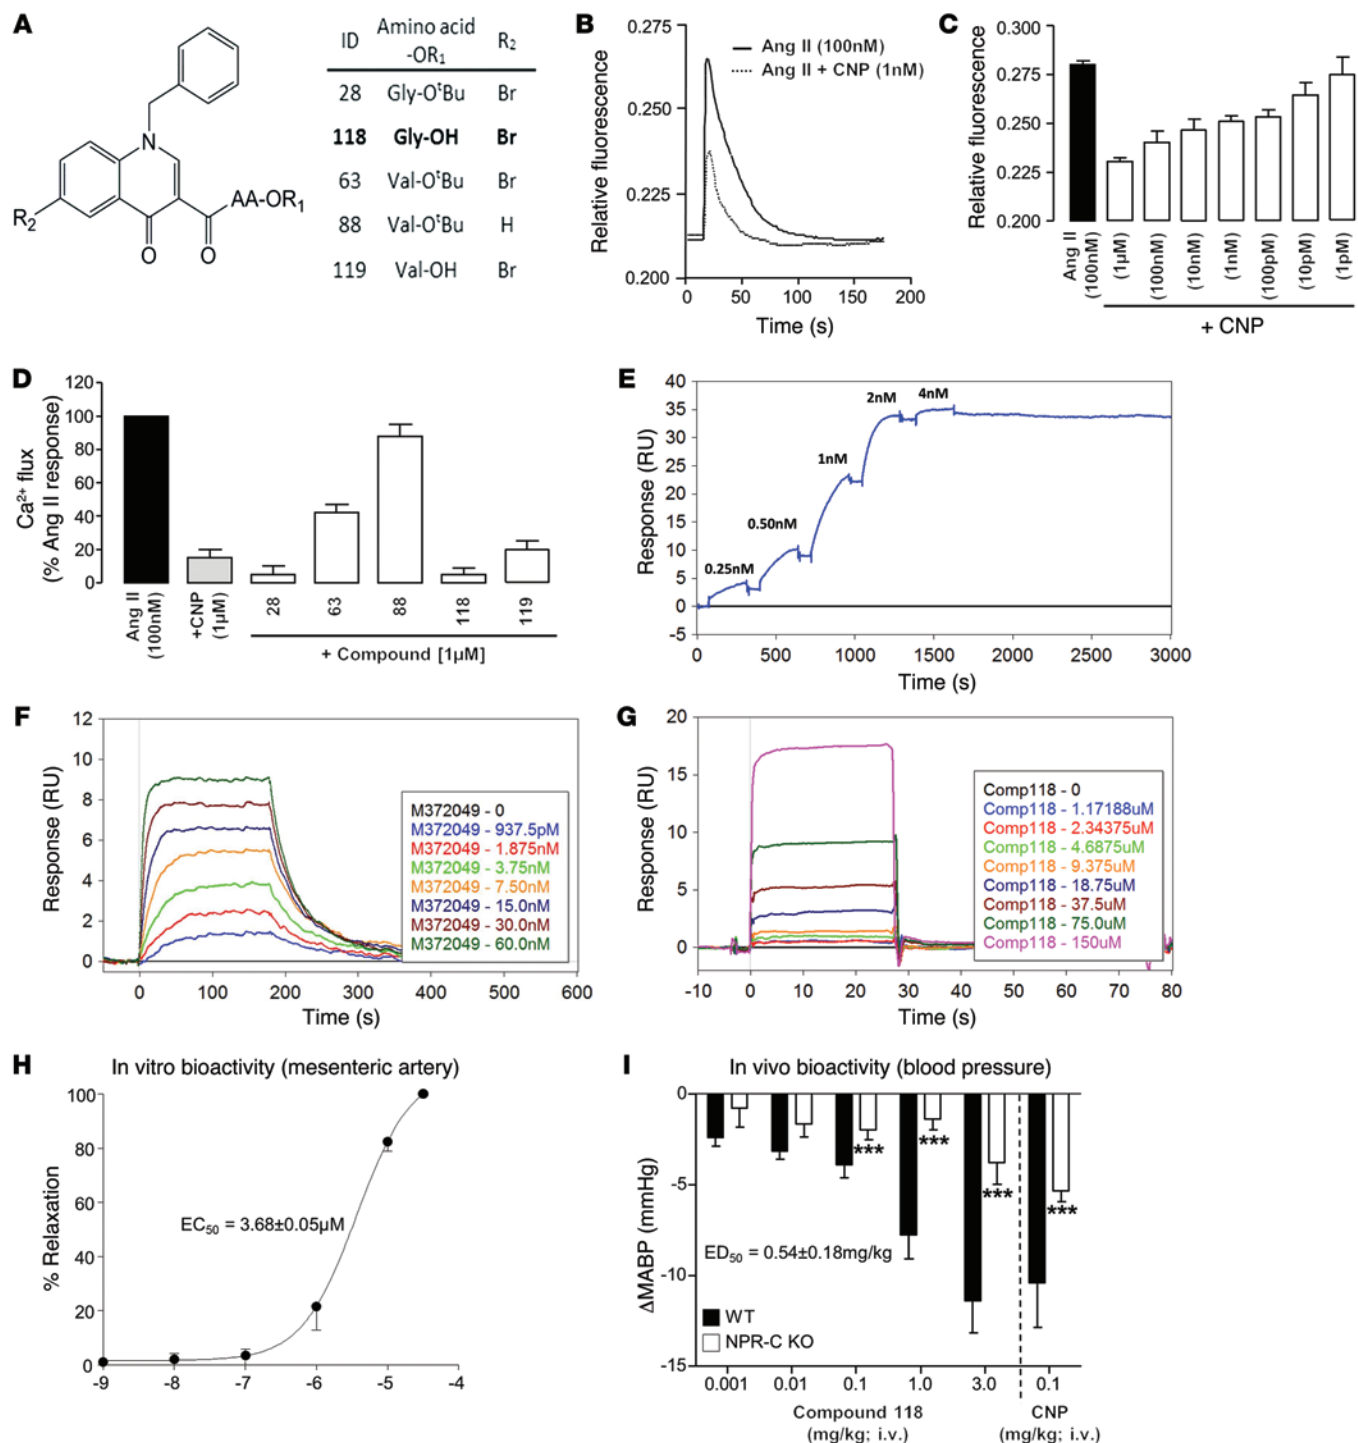 A
ID Amino acid -OR₁ R₂
28 Gly-OᵗBu Br
118 Gly-OH Br
63 Val-OᵗBu Br
88 Val-OᵗBu H
119 Val-OH Br
N
R₂
AA-OR₁
O O
B
Relative fluorescence
0.275
0.250
0.225
0.200
Ang II (100nM)
Ang II + CNP (1nM)
0 50 100 150 200
Time (s)
C
Relative fluorescence
0.300
0.275
0.250
0.225
0.200
Ang II (100nM)
(1µM)
(100nM)
(10nM)
(1nM)
(100pM)
(10pM)
(1pM)
+ CNP
D
Ca²⁺ flux
(% Ang II response)
120
100
80
60
40
20
0
Ang II (100nM)
+CNP (1µM)
28
63
88
118
119
+ Compound [1µM]
E
Response (RU)
40
35
30
25
20
15
10
5
0
-5
0.25nM
0.50nM
1nM
2nM
4nM
0 500 1000 1500 2000 2500 3000
Time (s)
F
Response (RU)
12
10
8
6
4
2
0
M372049 - 0
M372049 - 937.5pM
M372049 - 1.875nM
M372049 - 3.75nM
M372049 - 7.50nM
M372049 - 15.0nM
M372049 - 30.0nM
M372049 - 60.0nM
0 100 200 300 400 500 600
Time (s)
G
Response (RU)
20
15
10
5
0
Comp118 - 0
Comp118 - 1.17188uM
Comp118 - 2.34375uM
Comp118 - 4.6875uM
Comp118 - 9.375uM
Comp118 - 18.75uM
Comp118 - 37.5uM
Comp118 - 75.0uM
Comp118 - 150uM
-10 0 10 20 30 40 50 60 70 80
Time (s)
H
In vitro bioactivity (mesenteric artery)
% Relaxation
100
80
60
40
20
0
EC₅₀ = 3.68±0.05µM
-9 -8 -7 -6 -5 -4
I
In vivo bioactivity (blood pressure)
ΔMABP (mmHg)
0
-5
-10
-15
*** *** *** ***
ED₅₀ = 0.54±0.18mg/kg
WT
NPR-C KO
0.001 0.01 0.1 1.0 3.0 0.1
Compound 118
(mg/kg; i.v.)
CNP
(mg/kg; i.v.)